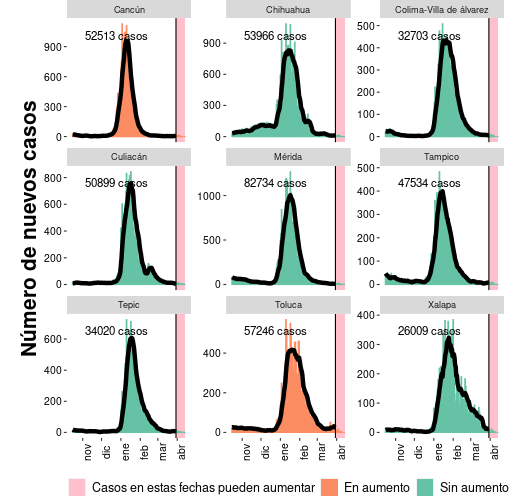 Número de nuevos casos
Cancún
Chihuahua
Colima-Villa de álvarez
52513 casos
53966 casos
32703 casos
900
600
300
0
900
600
300
0
500
400
300
200
100
0
Culiacán
Mérida
Tampico
50899 casos
82734 casos
47534 casos
800
600
400
200
0
1000
500
0
500
400
300
200
100
0
Tepic
Toluca
Xalapa
34020 casos
57246 casos
26009 casos
600
400
200
0
400
200
0
400
300
200
100
0
nov dic ene feb mar abr
nov dic ene feb mar abr
nov dic ene feb mar abr
Casos en estas fechas pueden aumentar En aumento Sin aumento